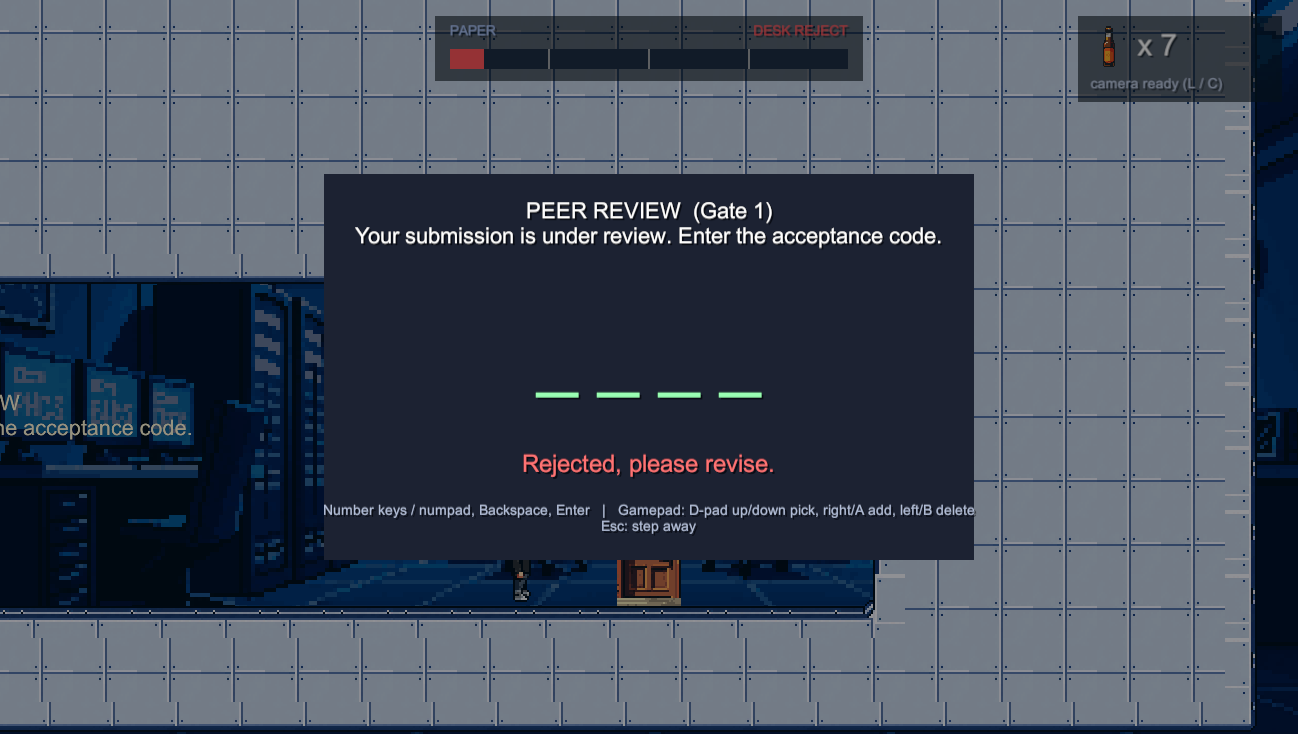 PAPER DESK REJECT
x 7
camera ready (L / C)
PEER REVIEW (Gate 1)
Your submission is under review. Enter the acceptance code.
W
he acceptance code.
Rejected, please revise.
Number keys / numpad, Backspace, Enter | Gamepad: D-pad up/down pick, right/A add, left/B delete
Esc: step away